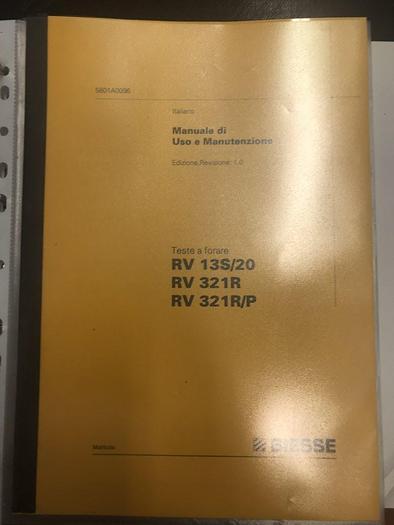 5801A0096
Italiano
Manuale di
Uso e Manutenzione
Edizione,Revisione: 1.0
Teste a forare
RV 13S/20
RV 321R
RV 321R/P
BIESSE